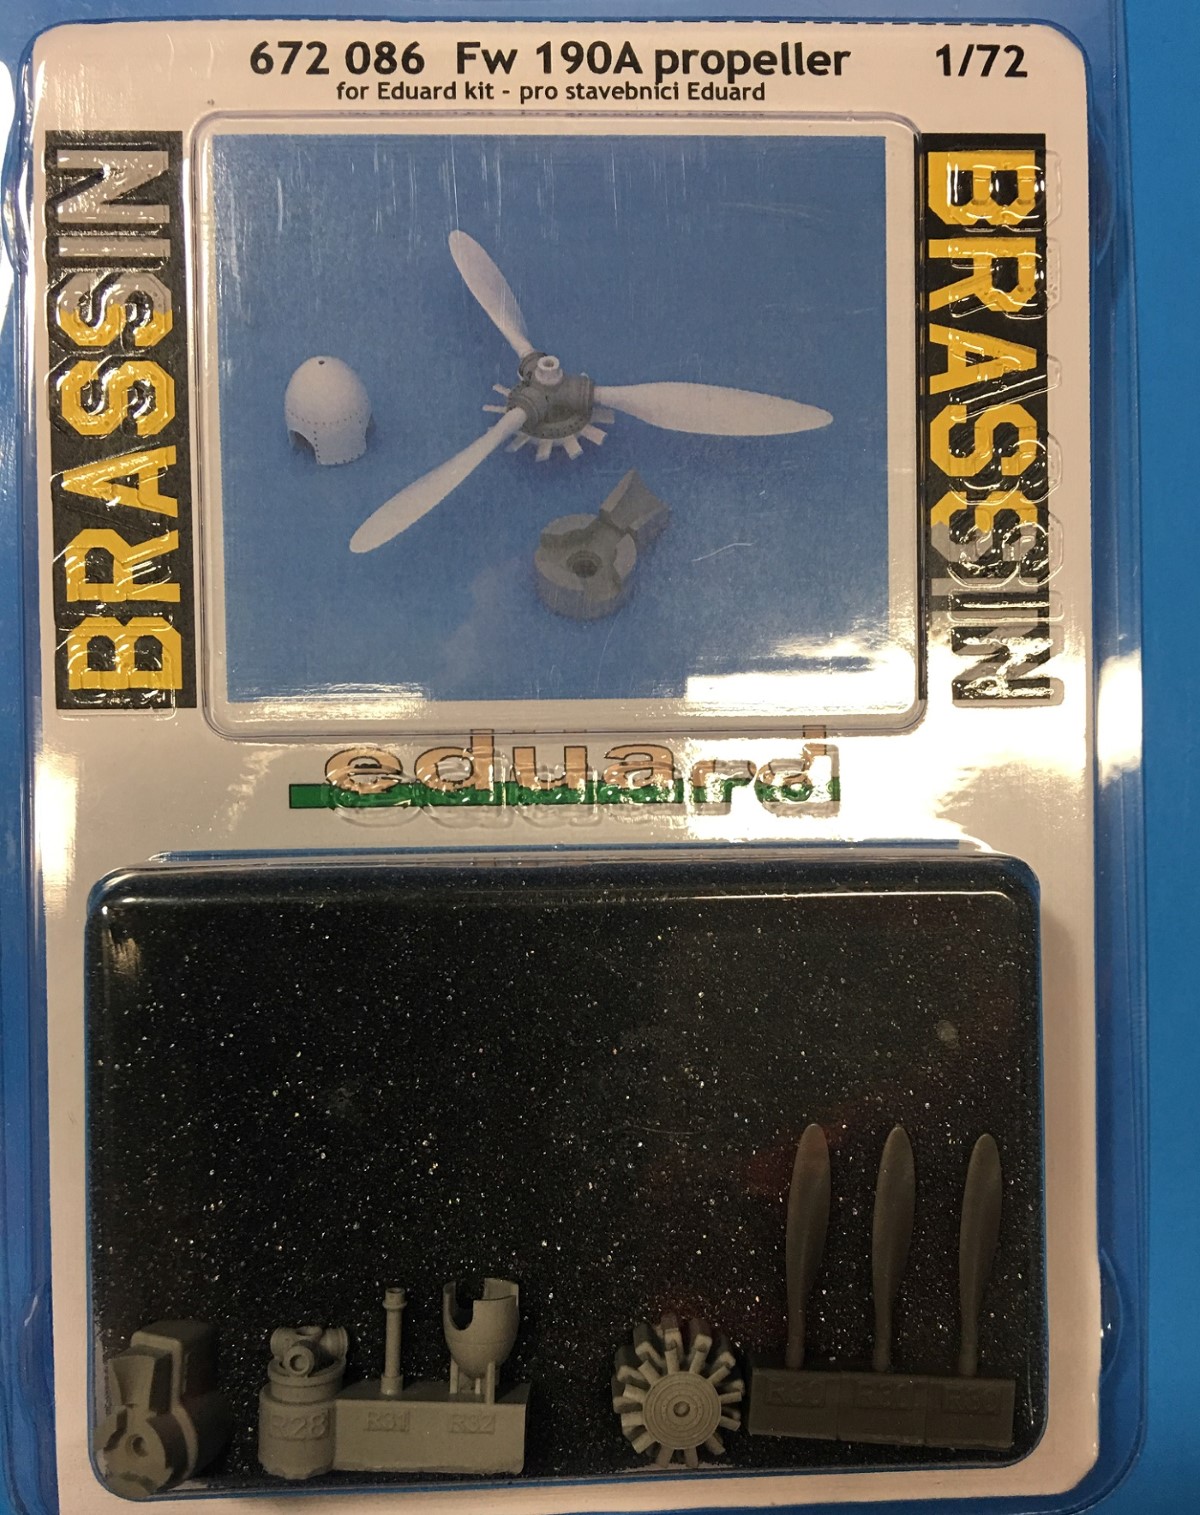 672 086 Fw 190A propeller 1/72
for Eduard kit - pro stavebnici Eduard
BRASSIN
BRASSIN
eduard
R28
R31
R32